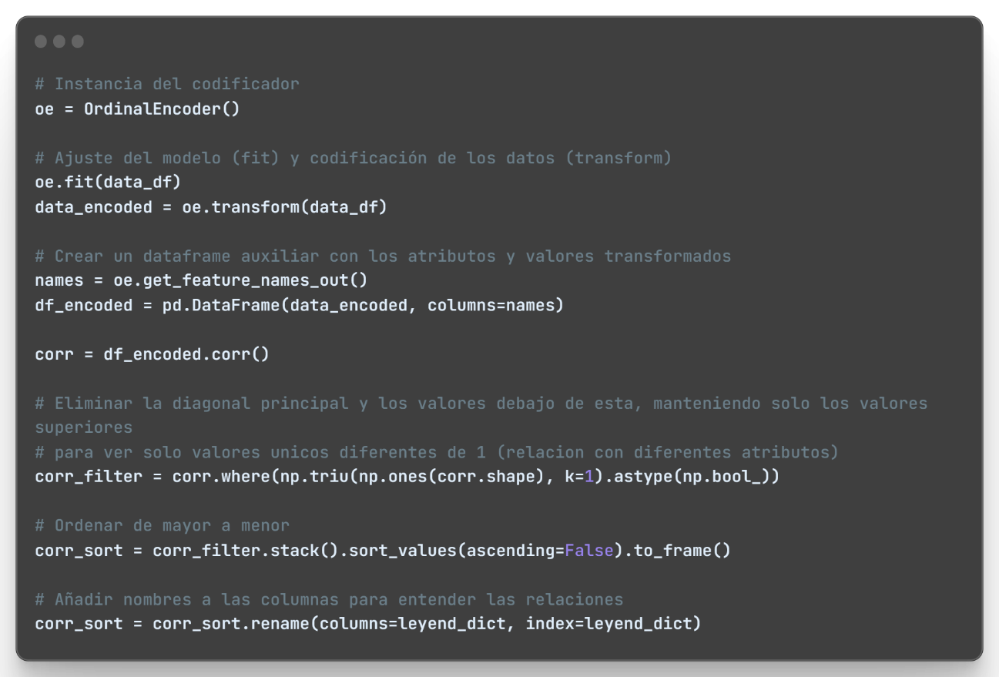 # Instancia del codificador
oe = OrdinalEncoder()
# Ajuste del modelo (fit) y codificación de los datos (transform)
oe.fit(data_df)
data_encoded = oe.transform(data_df)
# Crear un dataframe auxiliar con los atributos y valores transformados
names = oe.get_feature_names_out()
df_encoded = pd.DataFrame(data_encoded, columns=names)
corr = df_encoded.corr()
# Eliminar la diagonal principal y los valores debajo de esta, manteniendo solo los valores
superiores
# para ver solo valores unicos diferentes de 1 (relacion con diferentes atributos)
corr_filter = corr.where(np.triu(np.ones(corr.shape), k=1).astype(np.bool_))
# Ordenar de mayor a menor
corr_sort = corr_filter.stack().sort_values(ascending=False).to_frame()
# Añadir nombres a las columnas para entender las relaciones
corr_sort = corr_sort.rename(columns=leyend_dict, index=leyend_dict)